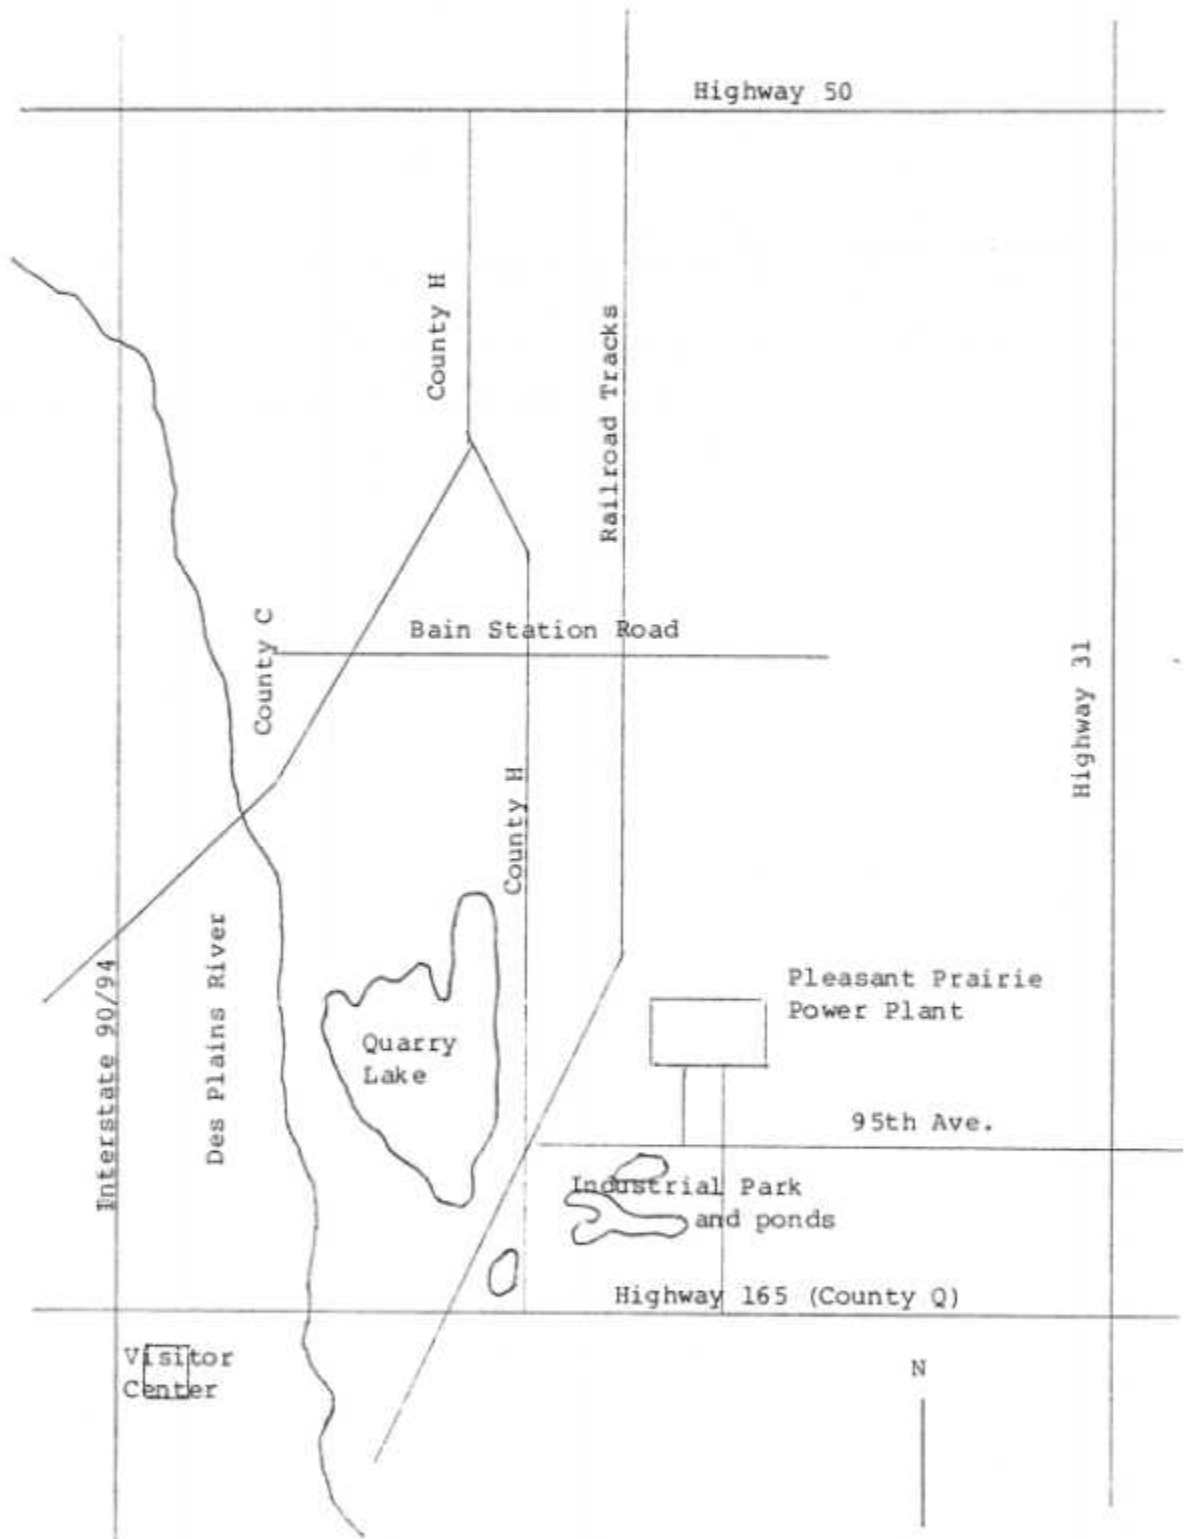 Highway 50
County H
Railroad Tracks
County C
Bain Station Road
Highway 31
County H
Interstate 90/94
Des Plains River
Quarry
Lake
Pleasant Prairie
Power Plant
95th Ave.
Industrial Park
and ponds
Highway 165 (County Q)
Visitor
Center
N